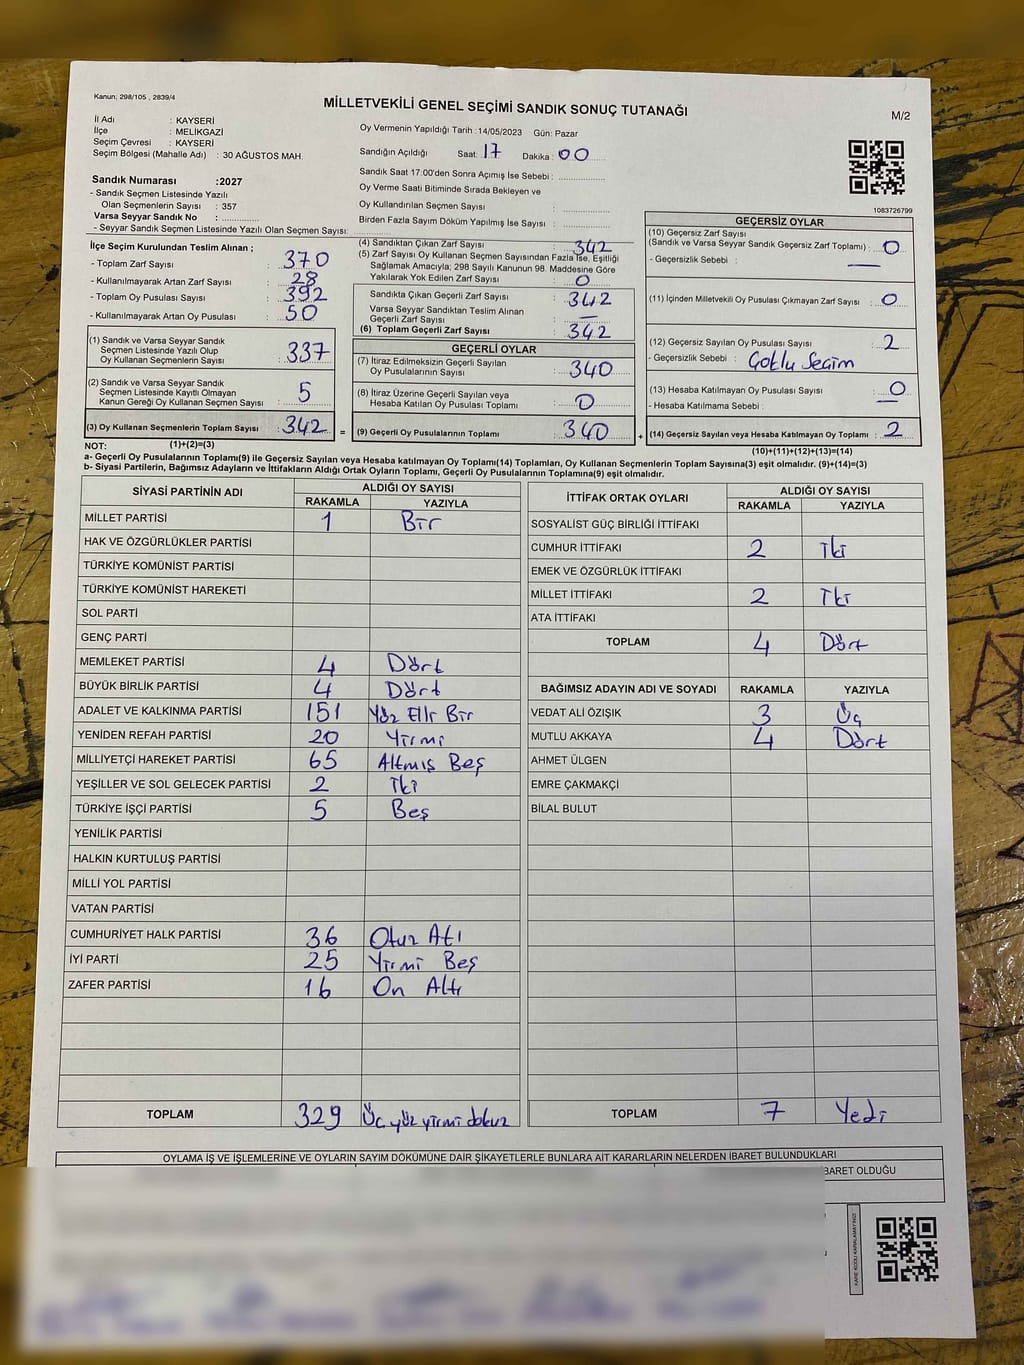 Kanun; 298/105 , 2839/4
MİLLETVEKİLİ GENEL SEÇİMİ SANDIK SONUÇ TUTANAĞI
M/2
İl Adı : KAYSERİ
İlçe : MELİKGAZİ
Seçim Çevresi : KAYSERİ
Seçim Bölgesi (Mahalle Adı) : 30 AĞUSTOS MAH.
Oy Vermenin Yapıldığı Tarih : 14/05/2023 Gün: Pazar
Sandığın Açıldığı Saat: 17 Dakika : 00
Sandık Saat 17:00'den Sonra Açımış İse Sebebi :
Oy Verme Saati Bitiminde Sırada Bekleyen ve
Oy Kullandırılan Seçmen Sayısı :
Birden Fazla Sayım Döküm Yapılmış İse Sayısı :
Sandık Numarası :2027
- Sandık Seçmen Listesinde Yazılı
Olan Seçmenlerin Sayısı : 357
Varsa Seyyar Sandık No :
- Seyyar Sandık Seçmen Listesinde Yazılı Olan Seçmen Sayısı:
1083726799
İlçe Seçim Kurulundan Teslim Alınan ;
- Toplam Zarf Sayısı : 370
- Kullanılmayarak Artan Zarf Sayısı : 28
- Toplam Oy Pusulası Sayısı : 392
- Kullanılmayarak Artan Oy Pusulası : 50
(1) Sandık ve Varsa Seyyar Sandık
Seçmen Listesinde Yazılı Olup
Oy Kullanan Seçmenlerin Sayısı : 337
(2) Sandık ve Varsa Seyyar Sandık
Seçmen Listesinde Kayıtlı Olmayan
Kanun Gereği Oy Kullanan Seçmen Sayısı : 5
(3) Oy Kullanan Seçmenlerin Toplam Sayısı : 342 =
(4) Sandıktan Çıkan Zarf Sayısı : 342
(5) Zarf Sayısı Oy Kullanan Seçmen Sayısından Fazla İse, Eşitliği
Sağlamak Amacıyla; 298 Sayılı Kanunun 98. Maddesine Göre
Yakılarak Yok Edilen Zarf Sayısı : 0
Sandıkta Çıkan Geçerli Zarf Sayısı : 342
Varsa Seyyar Sandıktan Teslim Alınan
Geçerli Zarf Sayısı : —
(6) Toplam Geçerli Zarf Sayısı : 342
GEÇERLİ OYLAR
(7) İtiraz Edilmeksizin Geçerli Sayılan
Oy Pusulalarının Sayısı : 340
(8) İtiraz Üzerine Geçerli Sayılan veya
Hesaba Katılan Oy Pusulası Toplamı : 0
(9) Geçerli Oy Pusulalarının Toplamı : 340 +
GEÇERSİZ OYLAR
(10) Geçersiz Zarf Sayısı
(Sandık ve Varsa Seyyar Sandık Geçersiz Zarf Toplamı) : 0
- Geçersizlik Sebebi : —
(11) İçinden Milletvekili Oy Pusulası Çıkmayan Zarf Sayısı : 0
(12) Geçersiz Sayılan Oy Pusulası Sayısı : 2
- Geçersizlik Sebebi : Çoklu Seçim
(13) Hesaba Katılmayan Oy Pusulası Sayısı : 0
- Hesaba Katılmama Sebebi : —
(14) Geçersiz Sayılan veya Hesaba Katılmayan Oy Toplamı : 2
NOT: (1)+(2)=(3)
(10)+(11)+(12)+(13)=(14)
a- Geçerli Oy Pusulalarının Toplamı(9) ile Geçersiz Sayılan veya Hesaba katılmayan Oy Toplamı(14) Toplamları, Oy Kullanan Seçmenlerin Toplam Sayısına(3) eşit olmalıdır. (9)+(14)=(3)
b- Siyasi Partilerin, Bağımsız Adayların ve İttifakların Aldığı Ortak Oyların Toplamı, Geçerli Oy Pusulalarının Toplamına(9) eşit olmalıdır.
SİYASİ PARTİNİN ADI ALDIĞI OY SAYISI
RAKAMLA YAZIYLA
MİLLET PARTİSİ 1 Bir
HAK VE ÖZGÜRLÜKLER PARTİSİ
TÜRKİYE KOMÜNİST PARTİSİ
TÜRKİYE KOMÜNİST HAREKETİ
SOL PARTİ
GENÇ PARTİ
MEMLEKET PARTİSİ 4 Dört
BÜYÜK BİRLİK PARTİSİ 4 Dört
ADALET VE KALKINMA PARTİSİ 151 Yüz Elli Bir
YENİDEN REFAH PARTİSİ 20 Yirmi
MİLLİYETÇİ HAREKET PARTİSİ 65 Altmış Beş
YEŞİLLER VE SOL GELECEK PARTİSİ 2 İki
TÜRKİYE İŞÇİ PARTİSİ 5 Beş
YENİLİK PARTİSİ
HALKIN KURTULUŞ PARTİSİ
MİLLİ YOL PARTİSİ
VATAN PARTİSİ
CUMHURİYET HALK PARTİSİ 36 Otuz Atı
İYİ PARTİ 25 Yirmi Beş
ZAFER PARTİSİ 16 On Altı
TOPLAM 329 Üç yüz yirmi dokuz
İTTİFAK ORTAK OYLARI ALDIĞI OY SAYISI
RAKAMLA YAZIYLA
SOSYALİST GÜÇ BİRLİĞİ İTTİFAKI
CUMHUR İTTİFAKI 2 İki
EMEK VE ÖZGÜRLÜK İTTİFAKI
MİLLET İTTİFAKI 2 İki
ATA İTTİFAKI
TOPLAM 4 Dört
BAĞIMSIZ ADAYIN ADI VE SOYADI RAKAMLA YAZIYLA
VEDAT ALİ ÖZIŞIK 3 Üç
MUTLU AKKAYA 4 Dört
AHMET ÜLGEN
EMRE ÇAKMAKÇİ
BİLAL BULUT
TOPLAM 7 Yedi
OYLAMA İŞ VE İŞLEMLERİNE VE OYLARIN SAYIM DÖKÜMÜNE DAİR ŞİKAYETLERLE BUNLARA AİT KARARLARIN NELERDEN İBARET BULUNDUKLARI
BARET OLDUĞU
KARE KODU KARALAMAYINIZ!